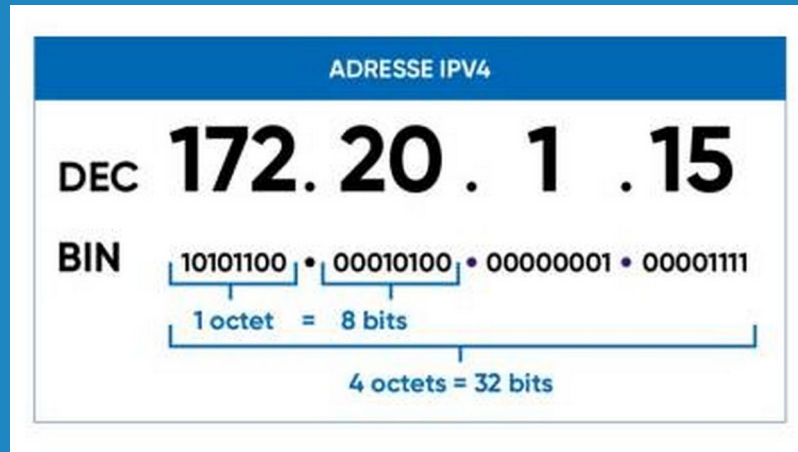 ADRESSE IPV4
DEC 172. 20 . 1 . 15
BIN 10101100 • 00010100 • 00000001 • 00001111
1 octet = 8 bits
4 octets = 32 bits